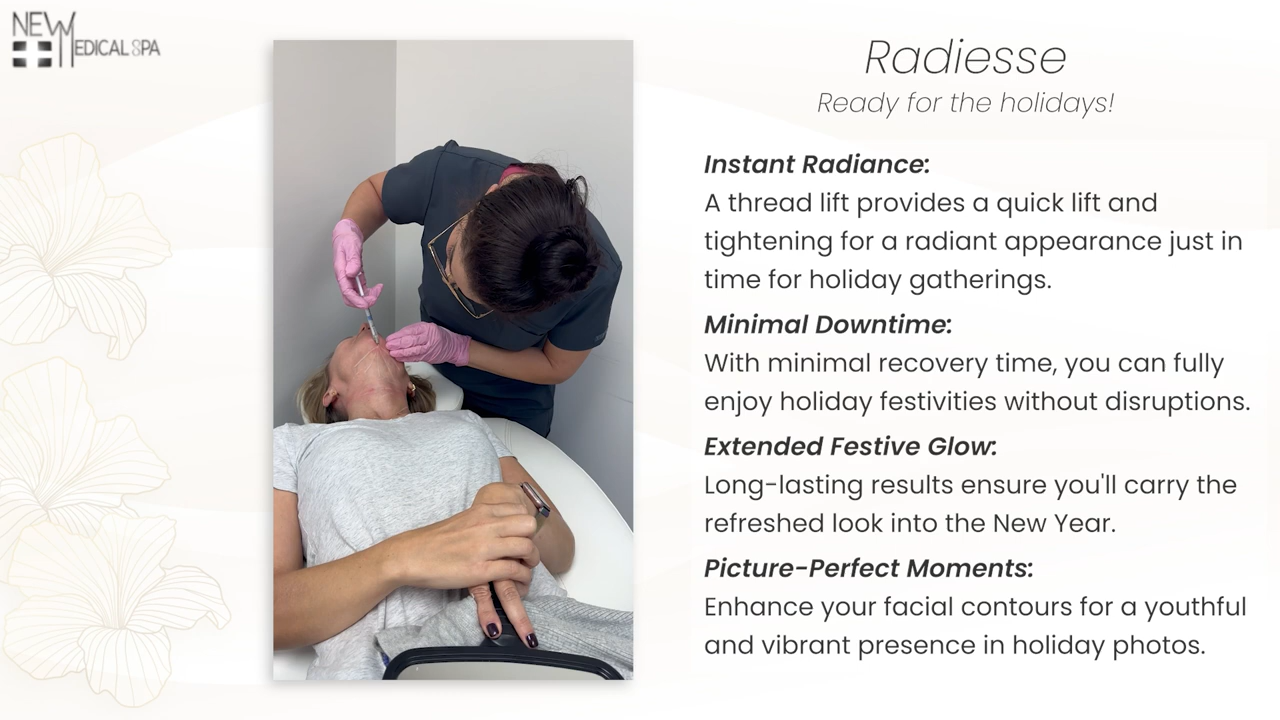 NEW
MEDICAL SPA
Radiesse
Ready for the holidays!
Instant Radiance:
A thread lift provides a quick lift and
tightening for a radiant appearance just in
time for holiday gatherings.
Minimal Downtime:
With minimal recovery time, you can fully
enjoy holiday festivities without disruptions.
Extended Festive Glow:
Long-lasting results ensure you'll carry the
refreshed look into the New Year.
Picture-Perfect Moments:
Enhance your facial contours for a youthful
and vibrant presence in holiday photos.